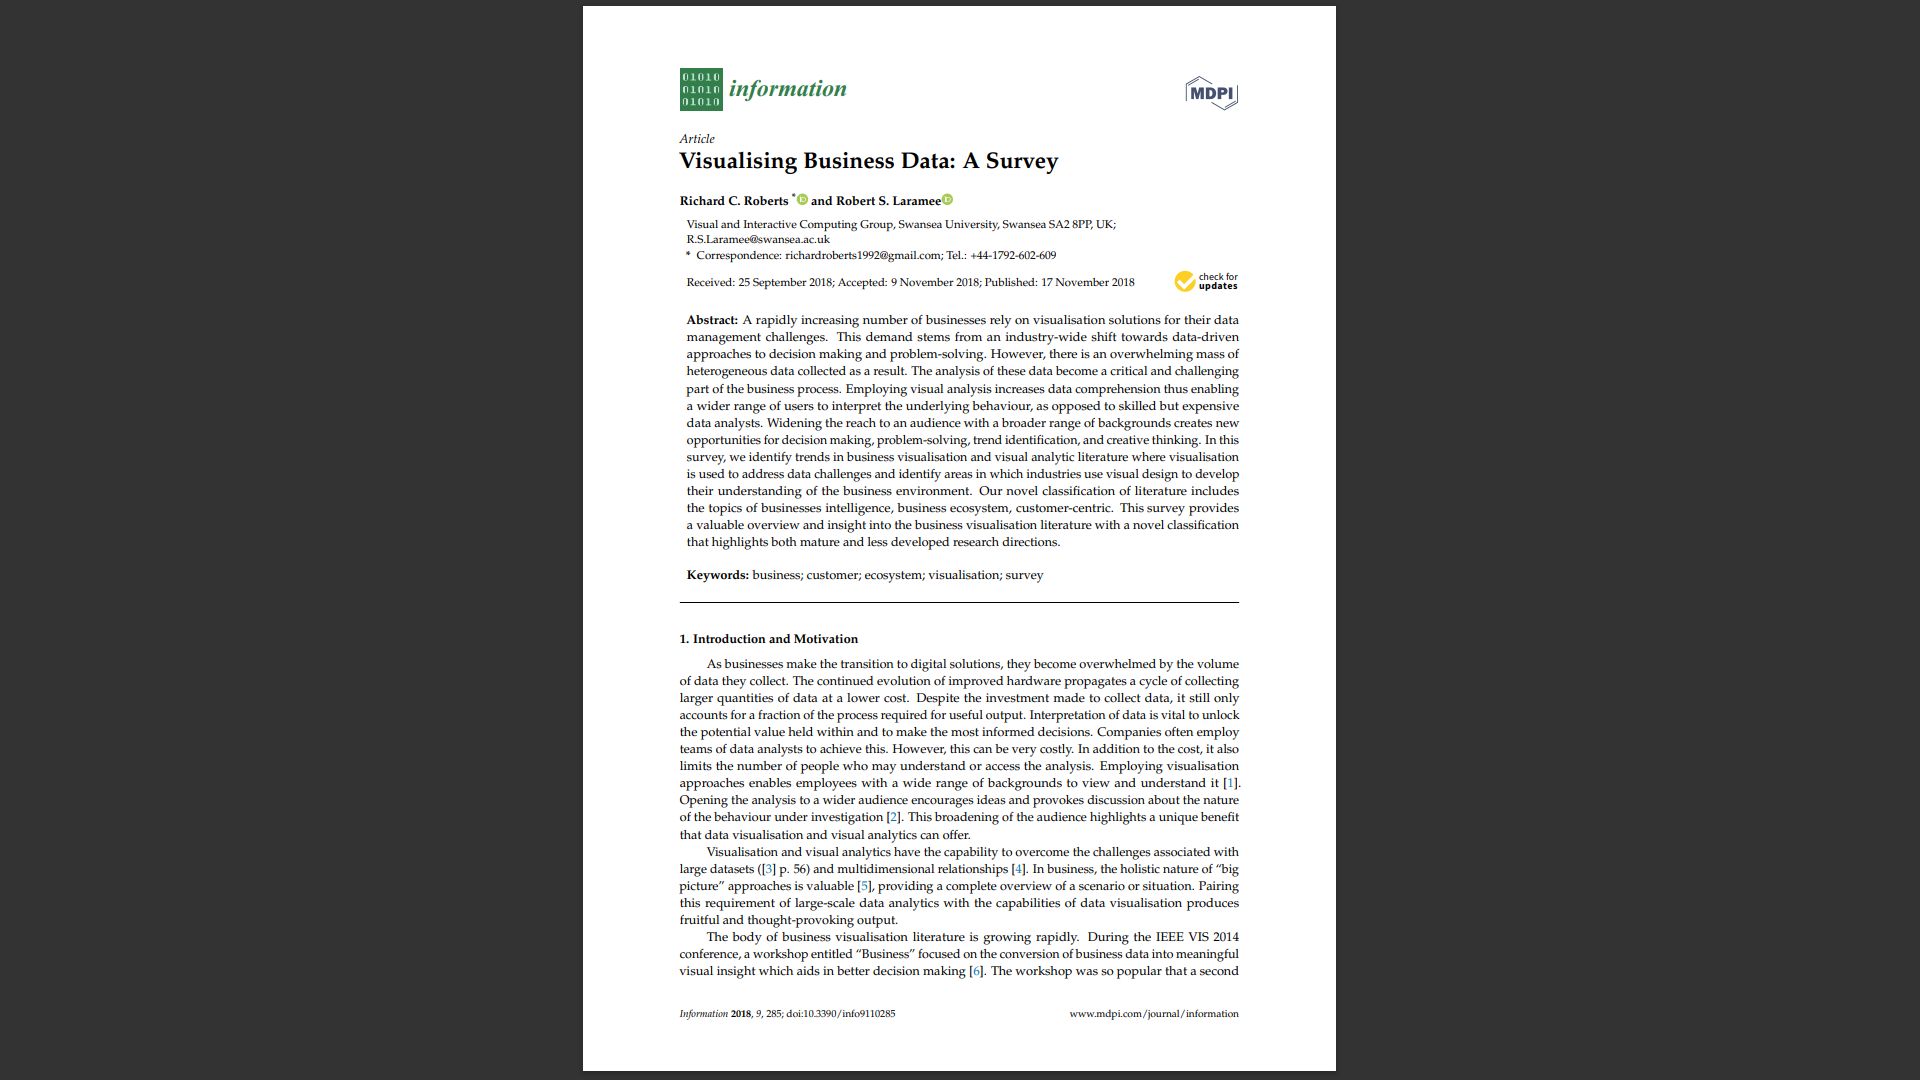 01010
01010
01010
information
MDPI
Article
Visualising Business Data: A Survey
Richard C. Roberts * iD and Robert S. Laramee iD
Visual and Interactive Computing Group, Swansea University, Swansea SA2 8PP, UK;
R.S.Laramee@swansea.ac.uk
* Correspondence: richardroberts1992@gmail.com; Tel.: +44-1792-602-609
Received: 25 September 2018; Accepted: 9 November 2018; Published: 17 November 2018
check for
updates
Abstract: A rapidly increasing number of businesses rely on visualisation solutions for their data
management challenges. This demand stems from an industry-wide shift towards data-driven
approaches to decision making and problem-solving. However, there is an overwhelming mass of
heterogeneous data collected as a result. The analysis of these data become a critical and challenging
part of the business process. Employing visual analysis increases data comprehension thus enabling
a wider range of users to interpret the underlying behaviour, as opposed to skilled but expensive
data analysts. Widening the reach to an audience with a broader range of backgrounds creates new
opportunities for decision making, problem-solving, trend identification, and creative thinking. In this
survey, we identify trends in business visualisation and visual analytic literature where visualisation
is used to address data challenges and identify areas in which industries use visual design to develop
their understanding of the business environment. Our novel classification of literature includes
the topics of businesses intelligence, business ecosystem, customer-centric. This survey provides
a valuable overview and insight into the business visualisation literature with a novel classification
that highlights both mature and less developed research directions.
Keywords: business; customer; ecosystem; visualisation; survey
1. Introduction and Motivation
As businesses make the transition to digital solutions, they become overwhelmed by the volume
of data they collect. The continued evolution of improved hardware propagates a cycle of collecting
larger quantities of data at a lower cost. Despite the investment made to collect data, it still only
accounts for a fraction of the process required for useful output. Interpretation of data is vital to unlock
the potential value held within and to make the most informed decisions. Companies often employ
teams of data analysts to achieve this. However, this can be very costly. In addition to the cost, it also
limits the number of people who may understand or access the analysis. Employing visualisation
approaches enables employees with a wide range of backgrounds to view and understand it [1].
Opening the analysis to a wider audience encourages ideas and provokes discussion about the nature
of the behaviour under investigation [2]. This broadening of the audience highlights a unique benefit
that data visualisation and visual analytics can offer.
Visualisation and visual analytics have the capability to overcome the challenges associated with
large datasets ([3] p. 56) and multidimensional relationships [4]. In business, the holistic nature of “big
picture” approaches is valuable [5], providing a complete overview of a scenario or situation. Pairing
this requirement of large-scale data analytics with the capabilities of data visualisation produces
fruitful and thought-provoking output.
The body of business visualisation literature is growing rapidly. During the IEEE VIS 2014
conference, a workshop entitled “Business” focused on the conversion of business data into meaningful
visual insight which aids in better decision making [6]. The workshop was so popular that a second
Information 2018, 9, 285; doi:10.3390/info9110285
www.mdpi.com/journal/information